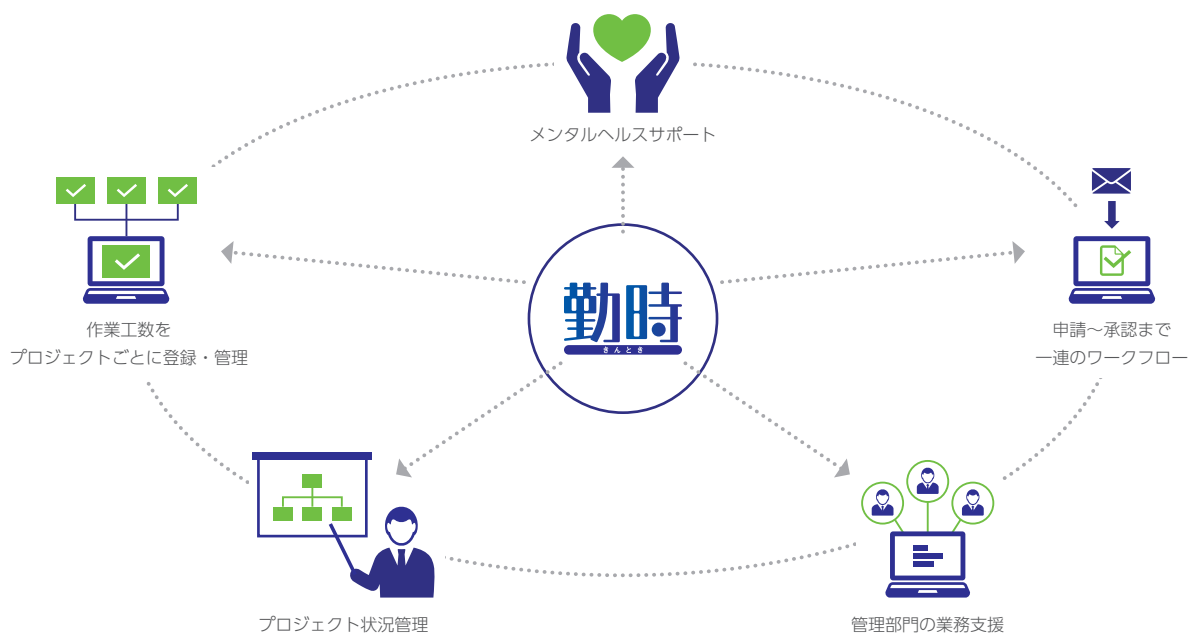 メンタルヘルスサポート
作業工数を
プロジェクトごとに登録・管理
勤時
きんとき
申請～承認まで
一連のワークフロー
プロジェクト状況管理
管理部門の業務支援